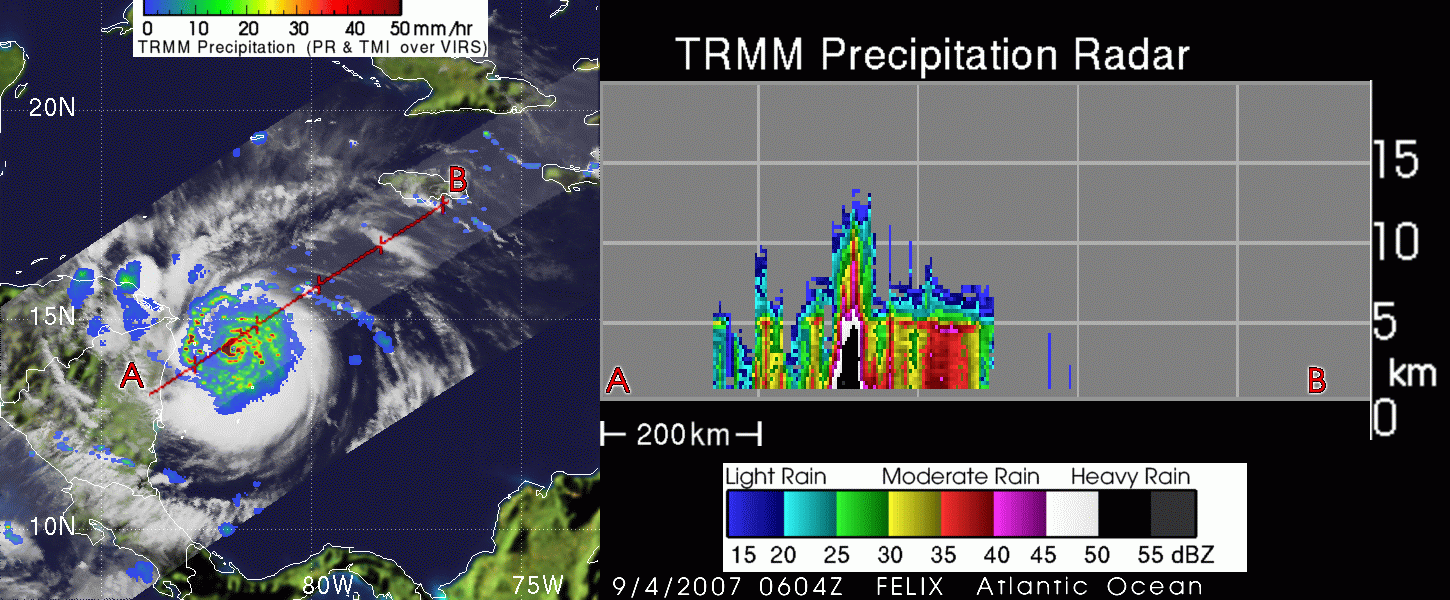 0 10 20 30 40 50 mm/hr
TRMM Precipitation (PR & TMI over VIRS)
20N
B
15N
A
10N
80W 75W
TRMM Precipitation Radar
15
10
5
km
0
A B
200km
Light Rain Moderate Rain Heavy Rain
15 20 25 30 35 40 45 50 55 dBZ
9/4/2007 0604Z FELIX Atlantic Ocean